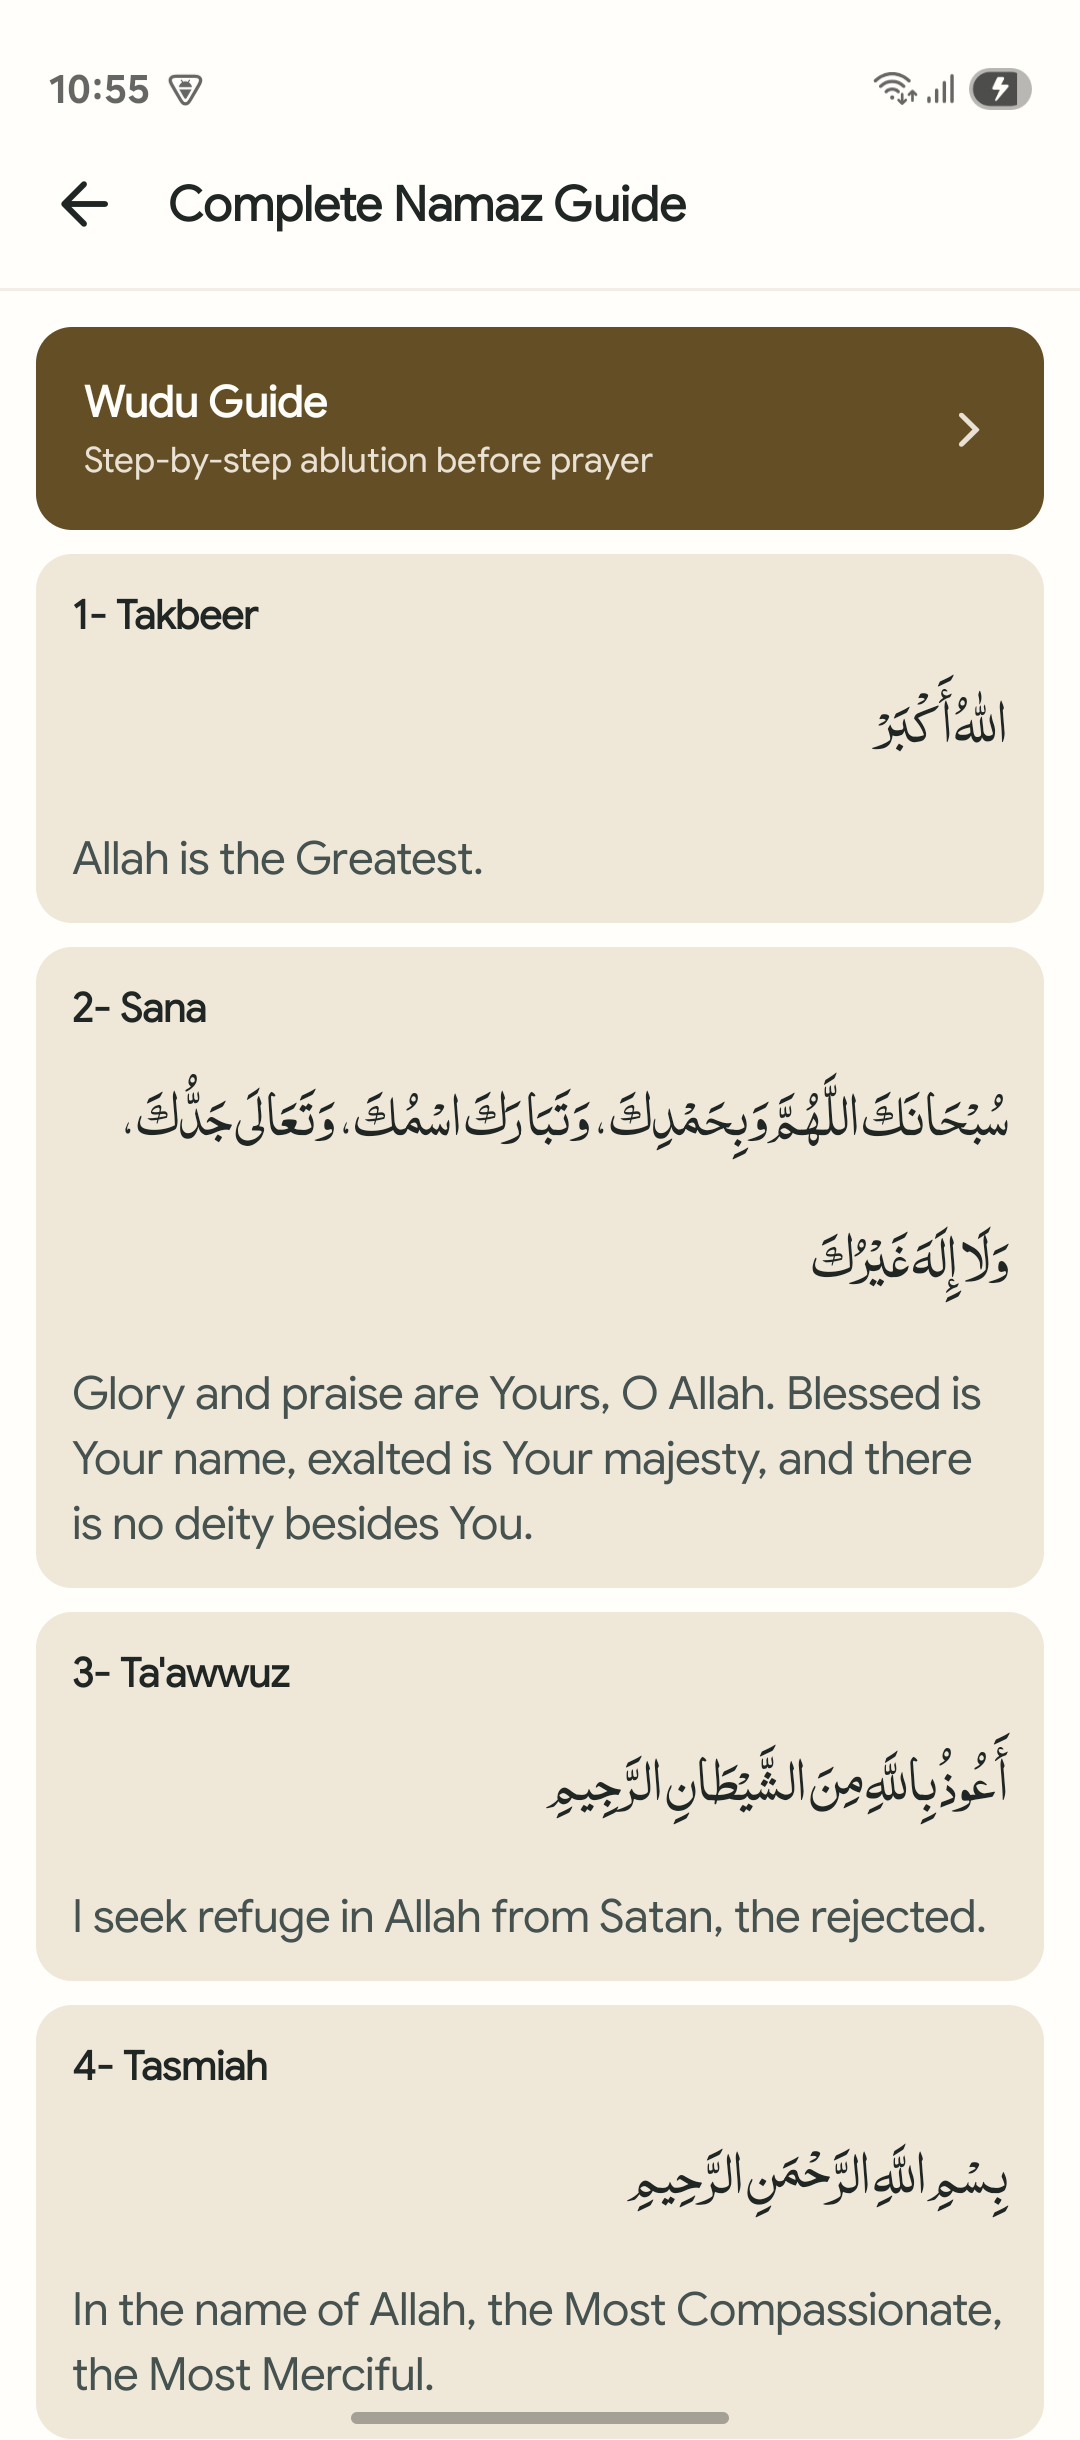 10:55
Complete Namaz Guide
Wudu Guide
Step-by-step ablution before prayer
1- Takbeer
اللهُ أَكْبَرْ
Allah is the Greatest.
2- Sana
سُبْحَانَكَ اللَّهُمَّ وَبِحَمْدِكَ، وَتَبَارَكَ اسْمُكَ، وَتَعَالَى جَدُّكَ،
وَلَا إِلَهَ غَيْرُكَ
Glory and praise are Yours, O Allah. Blessed is
Your name, exalted is Your majesty, and there
is no deity besides You.
3- Ta'awwuz
أَعُوذُ بِاللَّهِ مِنَ الشَّيْطَانِ الرَّجِيمِ
I seek refuge in Allah from Satan, the rejected.
4- Tasmiah
بِسْمِ اللَّهِ الرَّحْمَنِ الرَّحِيمِ
In the name of Allah, the Most Compassionate,
the Most Merciful.